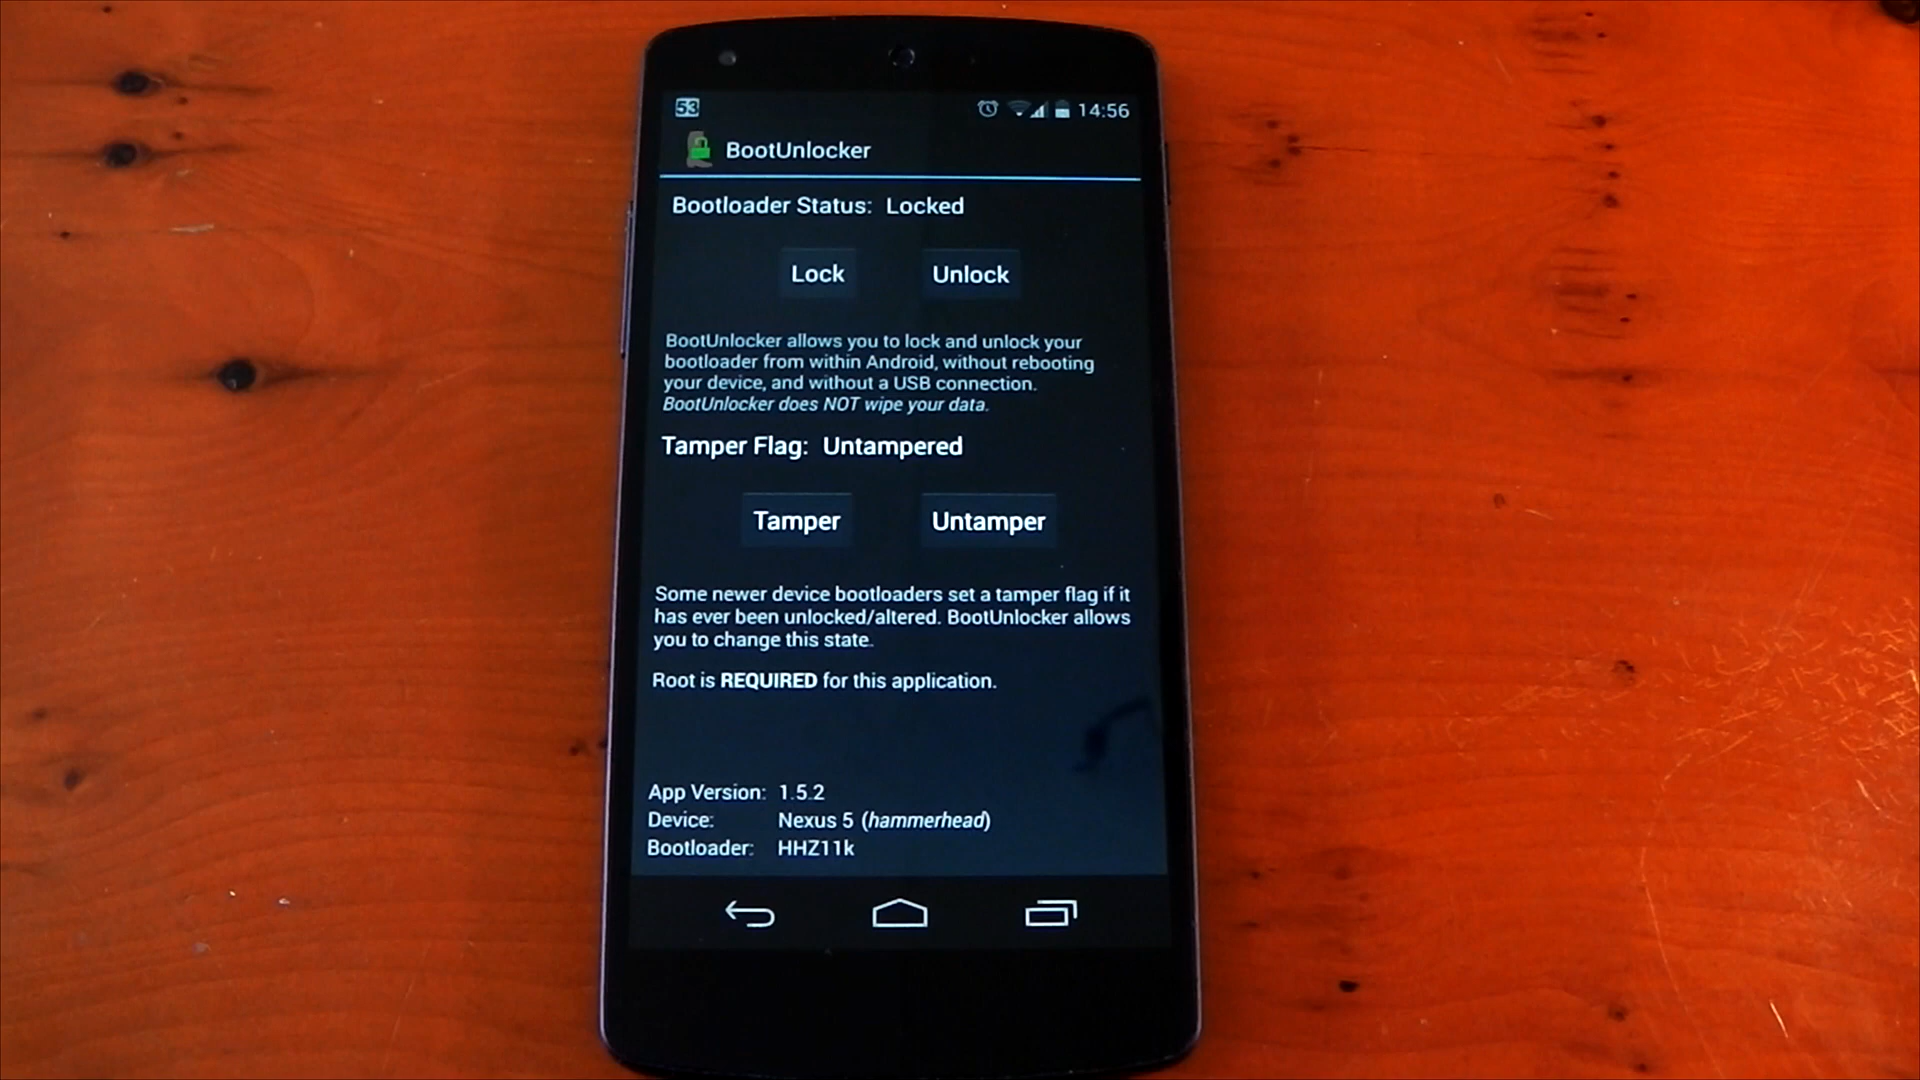 53 14:56
BootUnlocker
Bootloader Status: Locked
Lock Unlock
BootUnlocker allows you to lock and unlock your
bootloader from within Android, without rebooting
your device, and without a USB connection.
BootUnlocker does NOT wipe your data.
Tamper Flag: Untampered
Tamper Untamper
Some newer device bootloaders set a tamper flag if it
has ever been unlocked/altered. BootUnlocker allows
you to change this state.
Root is REQUIRED for this application.
App Version: 1.5.2
Device: Nexus 5 (hammerhead)
Bootloader: HHZ11k